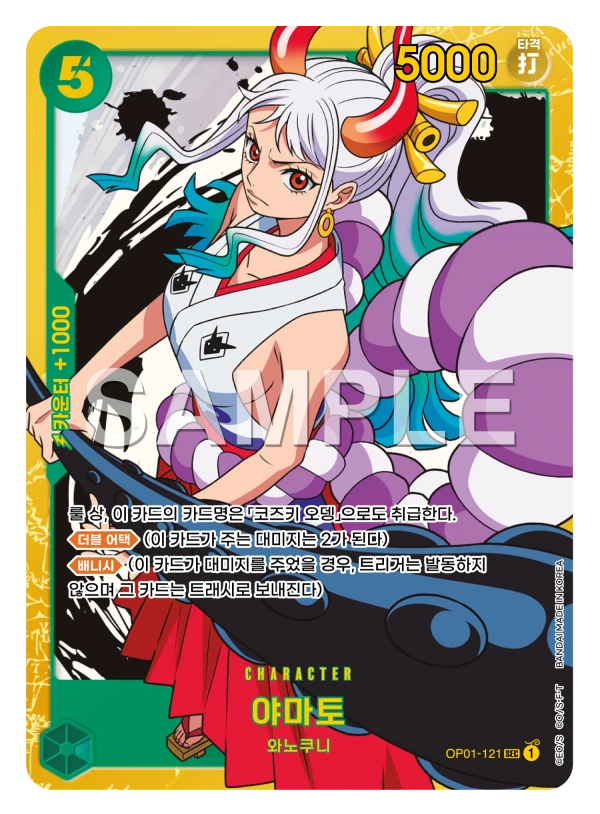 5
5000
타격
打
카운터 +1000
SAMPLE
룰 상, 이 카드의 카드명은 「코즈키 오뎅」으로도 취급한다.
더블 어택 (이 카드가 주는 대미지는 2가 된다)
배니시 (이 카드가 대미지를 주었을 경우, 트리거는 발동하지
않으며 그 카드는 트래시로 보내진다)
CHARACTER
야마토
와노쿠니
OP01-121 SEC 1
©EO/S ©O/S·F·T BANDAI MADE IN KOREA